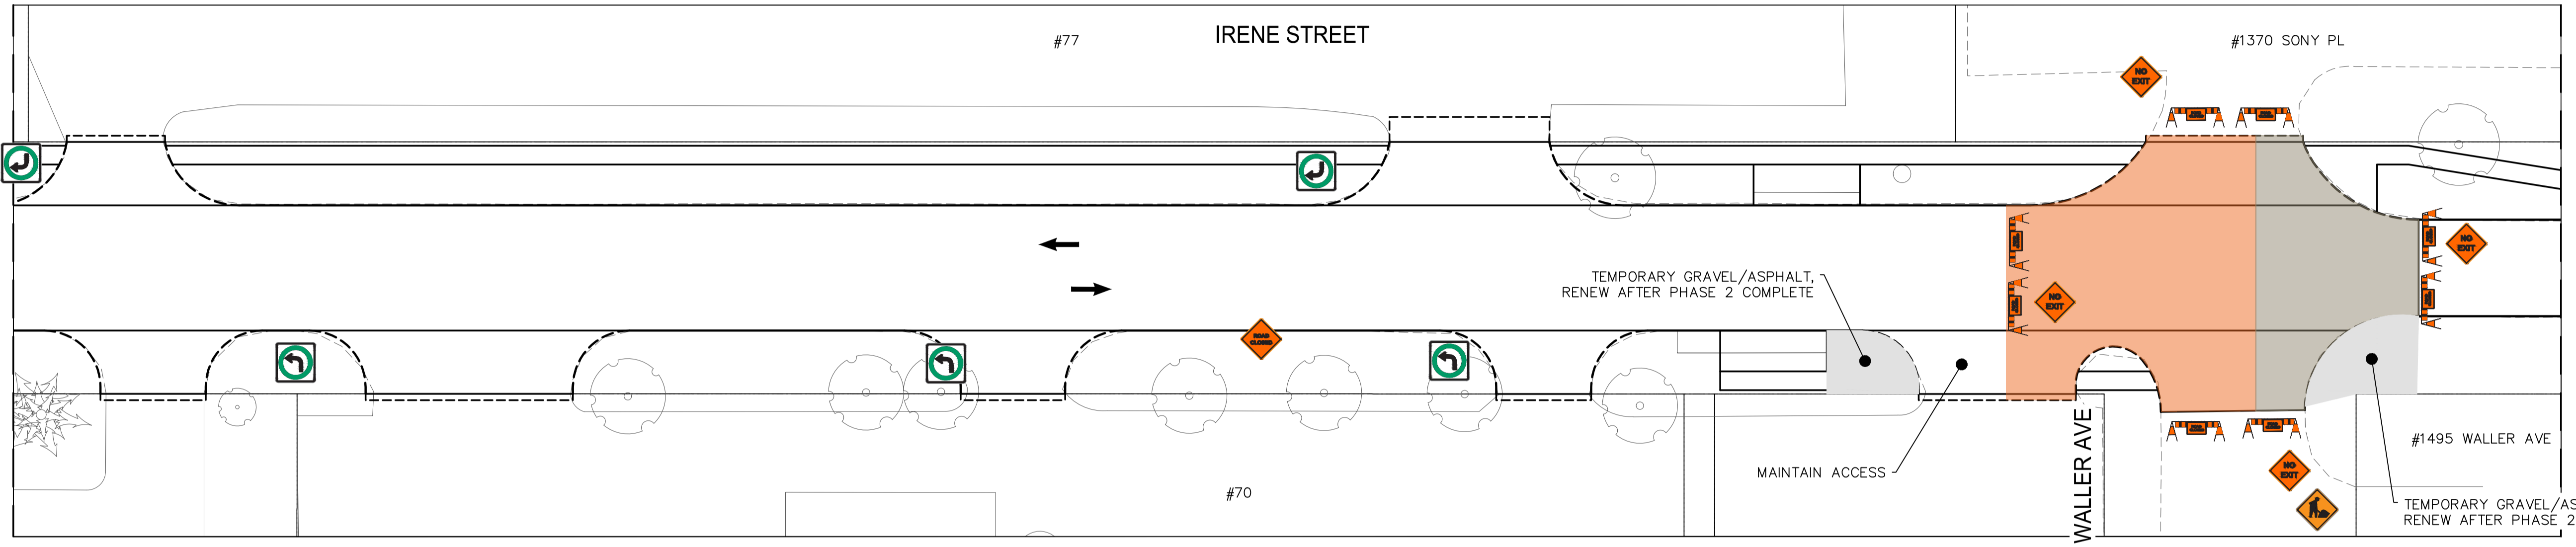 IRENE STREET
#77
#1370 SONY PL
NO
EXIT
NO
EXIT
NO
EXIT
TEMPORARY GRAVEL/ASPHALT,
RENEW AFTER PHASE 2 COMPLETE
ROAD
CLOSED
MAINTAIN ACCESS
#70
WALLER AVE
#1495 WALLER AVE
NO
EXIT
TEMPORARY GRAVEL/AS
RENEW AFTER PHASE 2